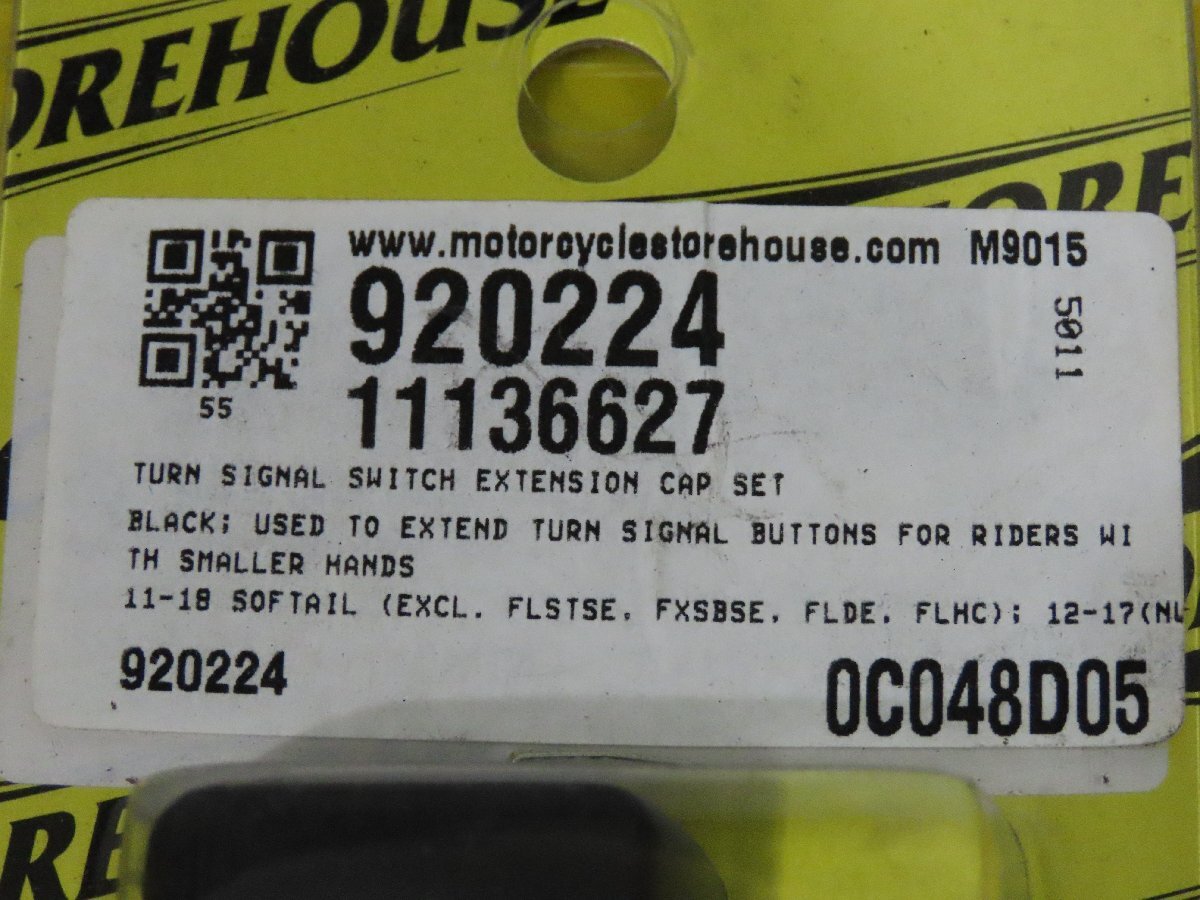 OREHOUSE
ORE
www.motorcyclestorehouse.com M9015
920224
5011
11136627
55
TURN SIGNAL SWITCH EXTENSION CAP SET
BLACK; USED TO EXTEND TURN SIGNAL BUTTONS FOR RIDERS WI
TH SMALLER HANDS
11-18 SOFTAIL (EXCL. FLSTSE, FXSBSE, FLDE, FLHC); 12-17(NU
920224
0C048D05
RE